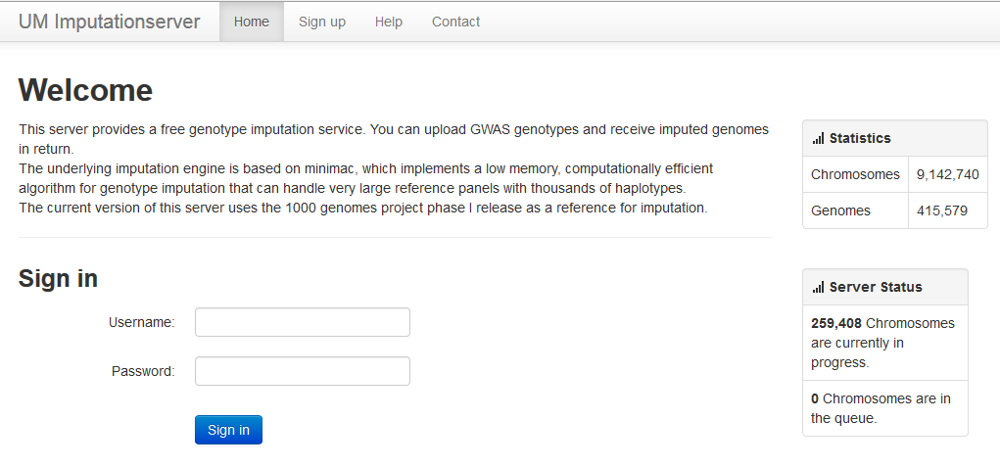 UM Imputationserver Home Sign up Help Contact
Welcome
This server provides a free genotype imputation service. You can upload GWAS genotypes and receive imputed genomes
in return.
The underlying imputation engine is based on minimac, which implements a low memory, computationally efficient
algorithm for genotype imputation that can handle very large reference panels with thousands of haplotypes.
The current version of this server uses the 1000 genomes project phase I release as a reference for imputation.
Sign in
Username:
Password:
Sign in
Statistics
Chromosomes 9,142,740
Genomes 415,579
Server Status
259,408 Chromosomes
are currently in
progress.
0 Chromosomes are in
the queue.